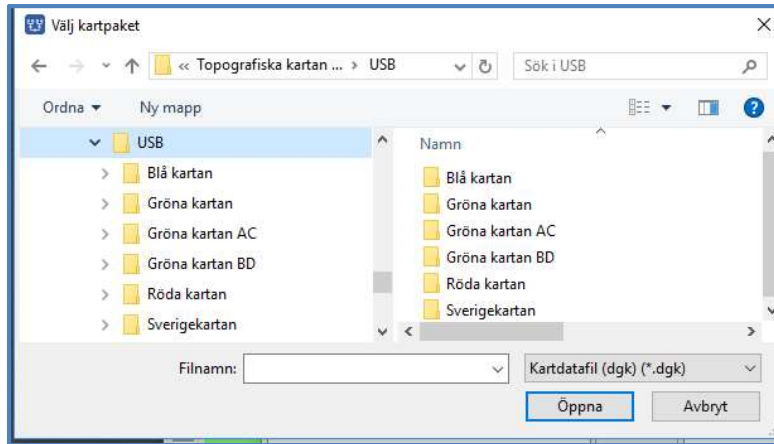 Välj kartpaket
« Topografiska kartan ... › USB
Sök i USB
Ordna
Ny mapp
USB
Blå kartan
Gröna kartan
Gröna kartan AC
Gröna kartan BD
Röda kartan
Sverigekartan
Namn
Blå kartan
Gröna kartan
Gröna kartan AC
Gröna kartan BD
Röda kartan
Sverigekartan
Filnamn:
Kartdatafil (dgk) (*.dgk)
Öppna
Avbryt